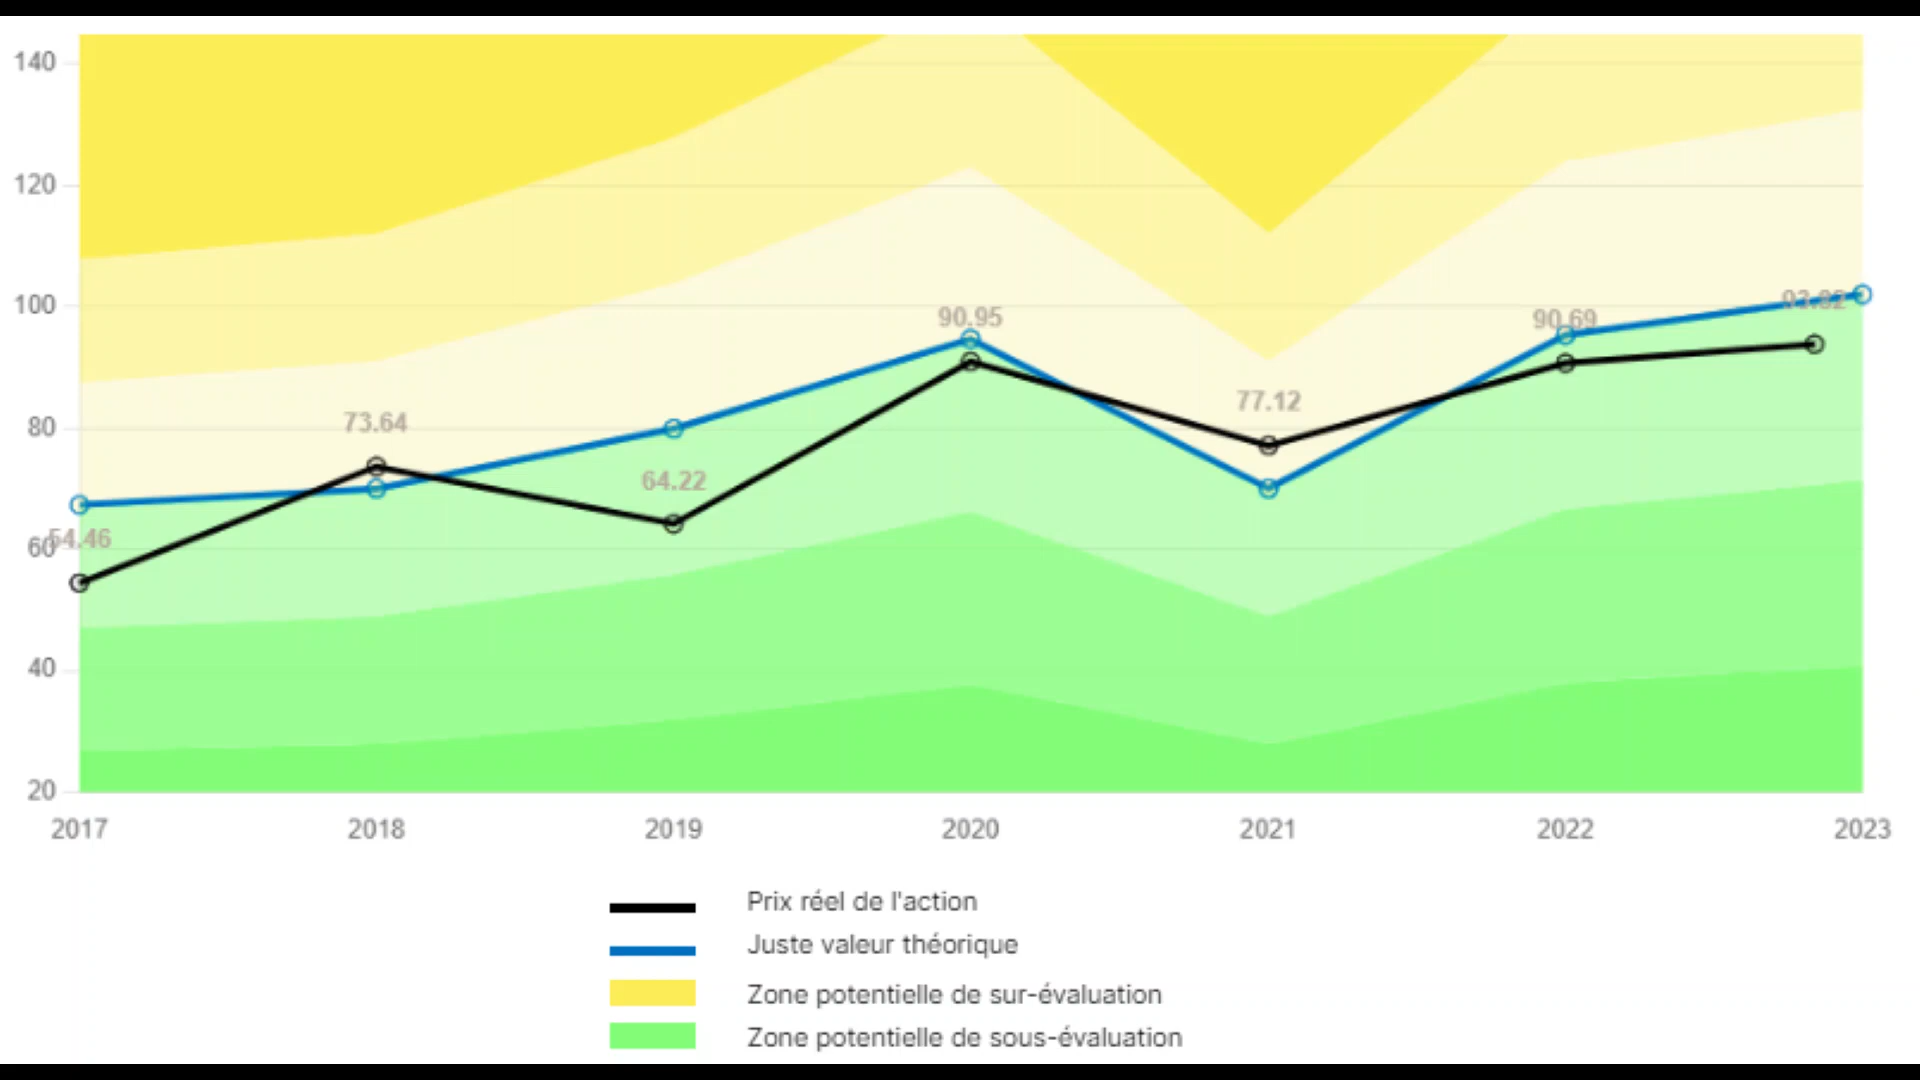 140
120
100
80
60
40
20
54.46
73.64
64.22
90.95
77.12
90.69
2017 2018 2019 2020 2021 2022 2023
Prix réel de l'action
Juste valeur théorique
Zone potentielle de sur-évaluation
Zone potentielle de sous-évaluation